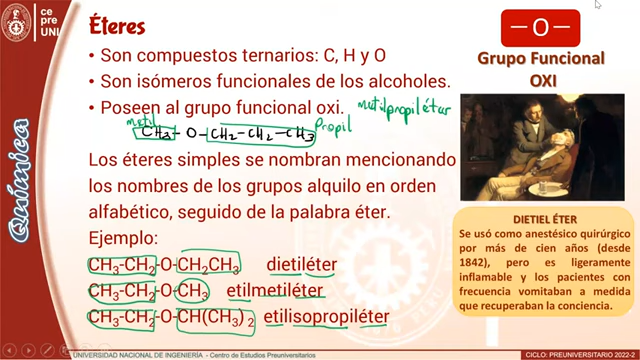 ce
pre
UNI
Química
Éteres
• Son compuestos ternarios: C, H y O
• Son isómeros funcionales de los alcoholes.
• Poseen al grupo funcional oxi. metilpropil étur
metil
CH3 - O - CH2 - CH2 - CH3 propil
Los éteres simples se nombran mencionando
los nombres de los grupos alquilo en orden
alfabético, seguido de la palabra éter.
Ejemplo:
CH3-CH2-O-CH2CH3 dietiléter
CH3-CH2-O-CH3 etilmetiléter
CH3-CH2-O-CH(CH3)2 etilisopropiléter
– O –
Grupo Funcional
OXI
DIETIEL ÉTER
Se usó como anestésico quirúrgico
por más de cien años (desde
1842), pero es ligeramente
inflamable y los pacientes con
frecuencia vomitaban a medida
que recuperaban la conciencia.
UNIVERSIDAD NACIONAL DE INGENIERÍA - Centro de Estudios Preuniversitarios
CICLO: PREUNIVERSITARIO 2022-2